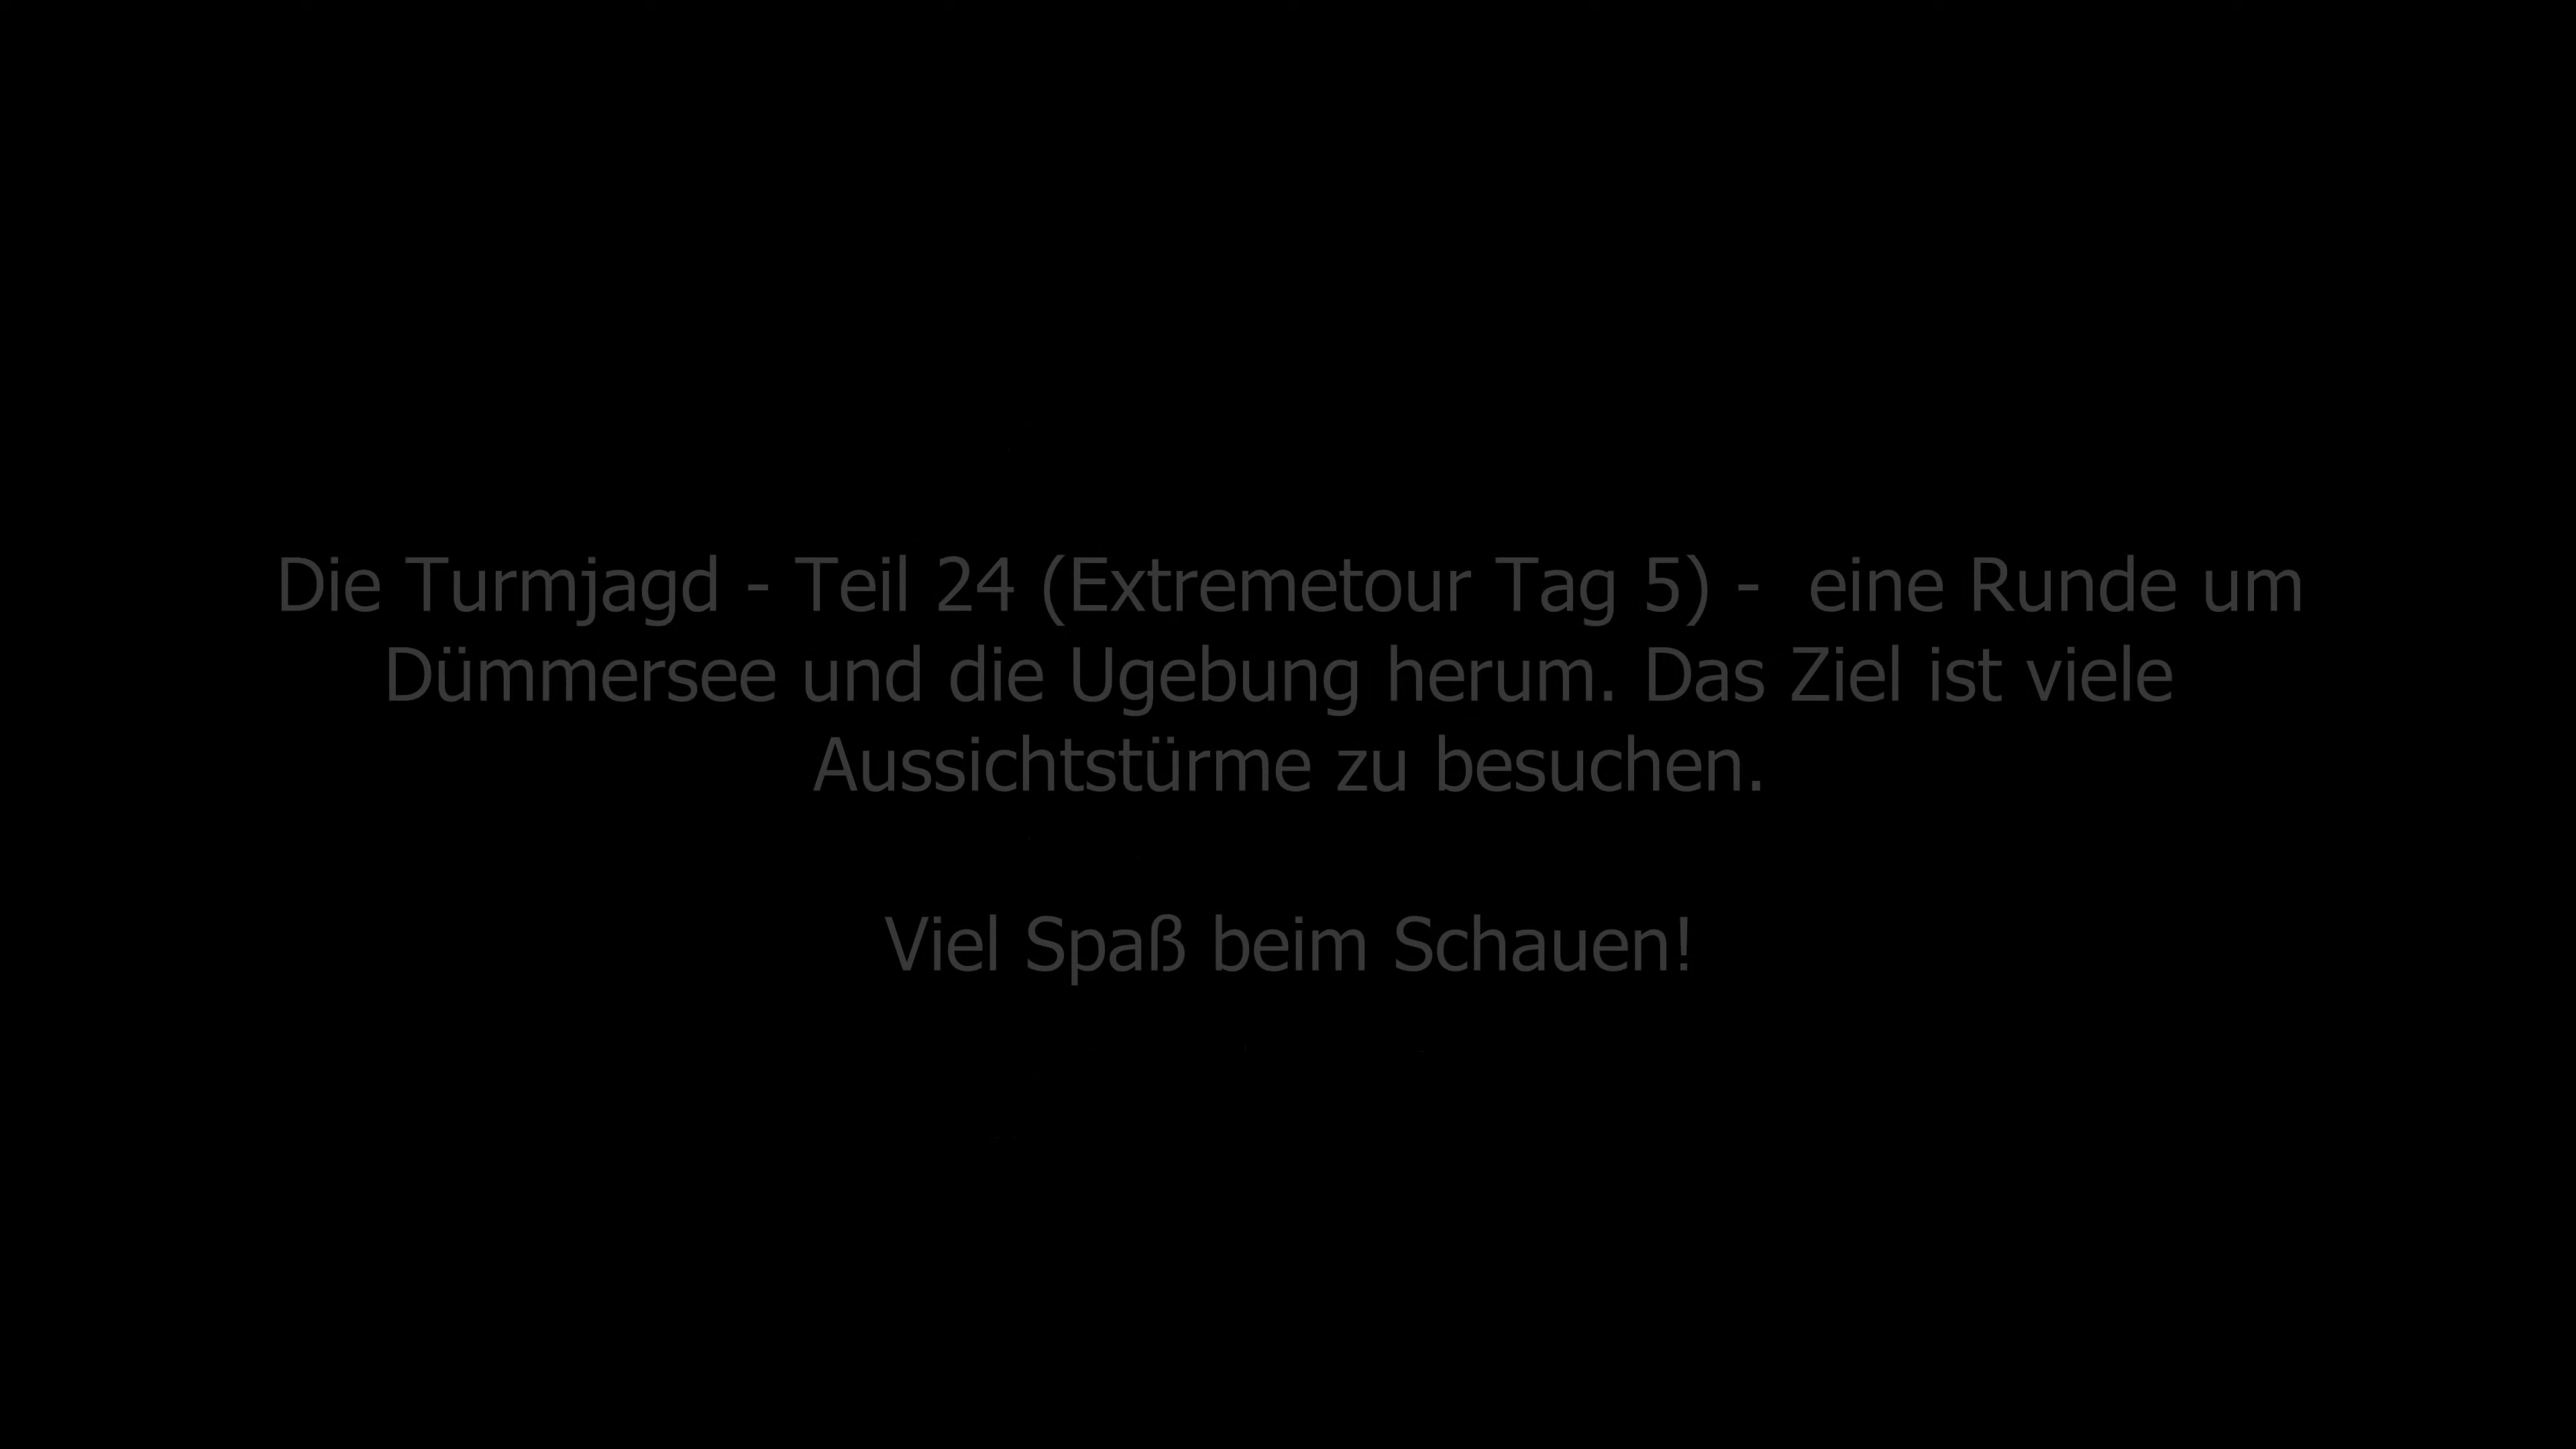 Die Turmjagd - Teil 24 (Extremetour Tag 5) -  eine Runde um
Dümmersee und die Ugebung herum. Das Ziel ist viele
Aussichtstürme zu besuchen.
Viel Spaß beim Schauen!